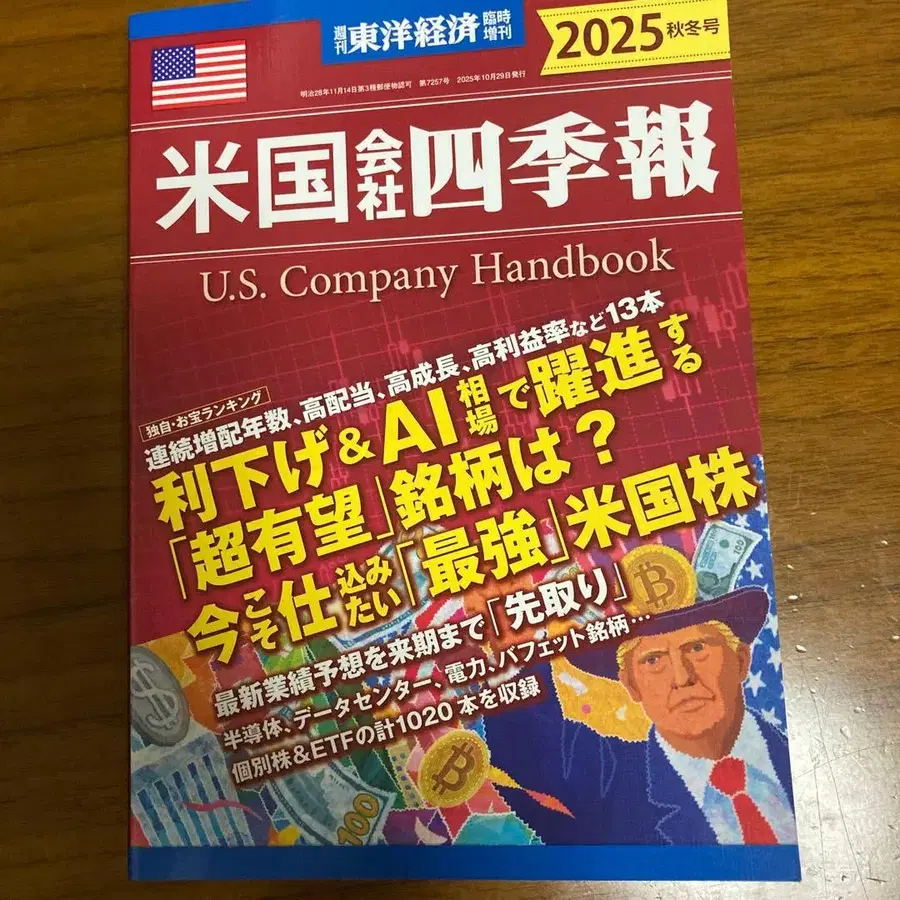 週刊 東洋経済 臨時増刊
2025 秋冬号
明治28年11月14日第3種郵便物認可 第7257号 2025年10月29日発行
米国会社四季報
U.S. Company Handbook
独自・お宝ランキング
連続増配年数、高配当、高成長、高利益率など13本
利下げ&AI相場で躍進する
「超有望」銘柄は?
今こそ仕込みたい「最強」米国株
最新業績予想を来期まで「先取り」
半導体、データセンター、電力、バフェット銘柄…
個別株&ETFの計1020本を収録
100
100